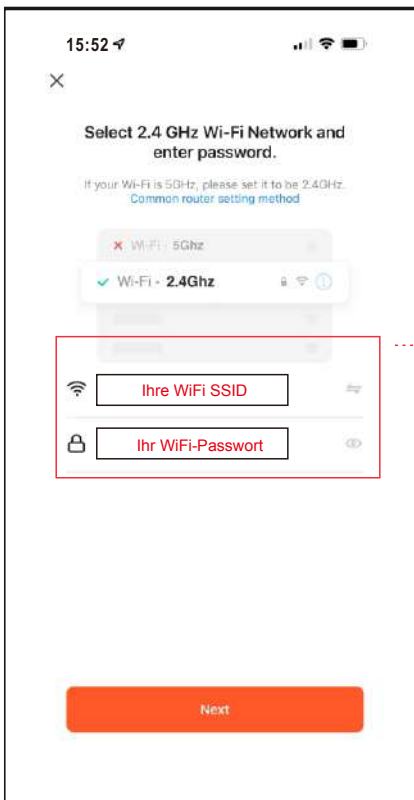 15:52
Select 2.4 GHz Wi-Fi Network and
enter password.
If your Wi-Fi is 5GHz, please set it to be 2.4GHz.
Common router setting method
Wi-Fi - 5Ghz
Wi-Fi - 2.4Ghz
Ihre WiFi SSID
Ihr WiFi-Passwort
Next